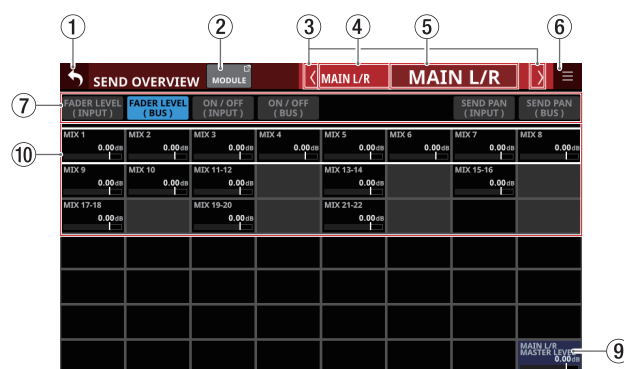 ① ② ③ ④ ⑤ ⑥
SEND OVERVIEW MODULE MAIN L/R MAIN L/R
⑦
FADER LEVEL (INPUT) FADER LEVEL (BUS) ON / OFF (INPUT) ON / OFF (BUS) SEND PAN (INPUT) SEND PAN (BUS)
⑩
MIX 1 MIX 2 MIX 3 MIX 4 MIX 5 MIX 6 MIX 7 MIX 8
0.00dB 0.00dB 0.00dB 0.00dB 0.00dB 0.00dB 0.00dB 0.00dB
MIX 9 MIX 10 MIX 11-12 MIX 13-14 MIX 15-16
0.00dB 0.00dB 0.00dB 0.00dB 0.00dB
MIX 17-18 MIX 19-20 MIX 21-22
0.00dB 0.00dB 0.00dB
MAIN L/R
MASTER LEVEL
0.00dB
⑨